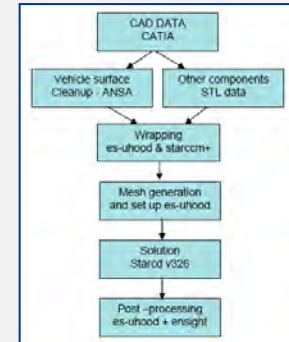 CAD DATA
CATIA
Vehicle surface
Cleanup - ANSA
Other components
STL data
Wrapping
es-uhood & starccm+
Mesh generation
and set up es-uhood
Solution
Starcd v326
Post –processing
es-uhood + ensight